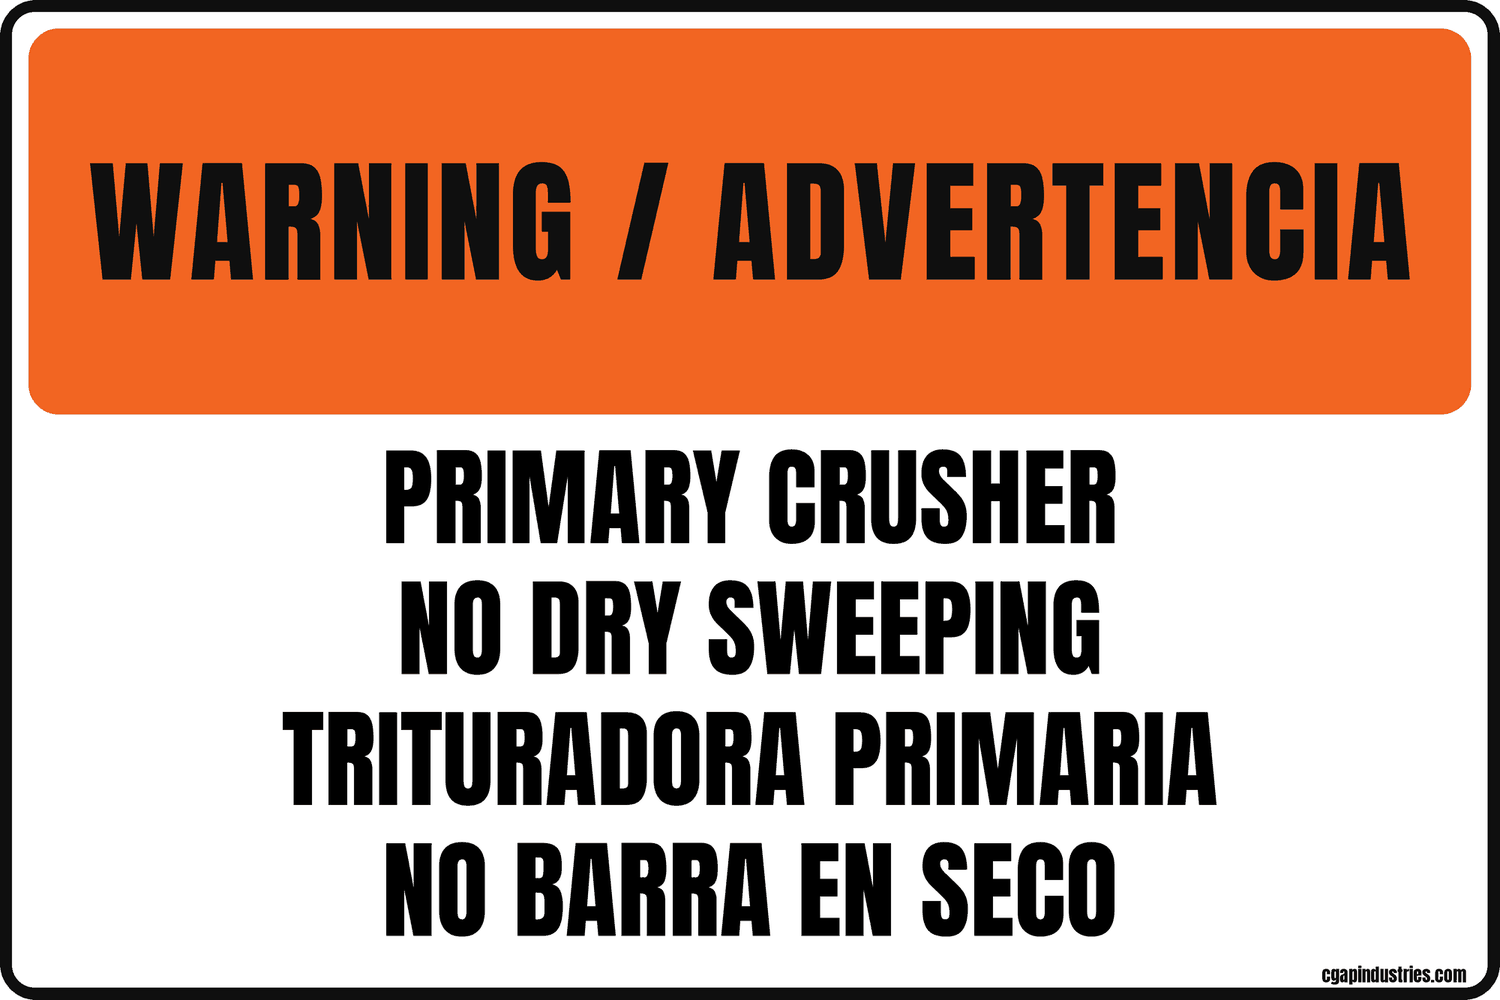 WARNING / ADVERTENCIA
PRIMARY CRUSHER
NO DRY SWEEPING
TRITURADORA PRIMARIA
NO BARRA EN SECO
cgapindustries.com